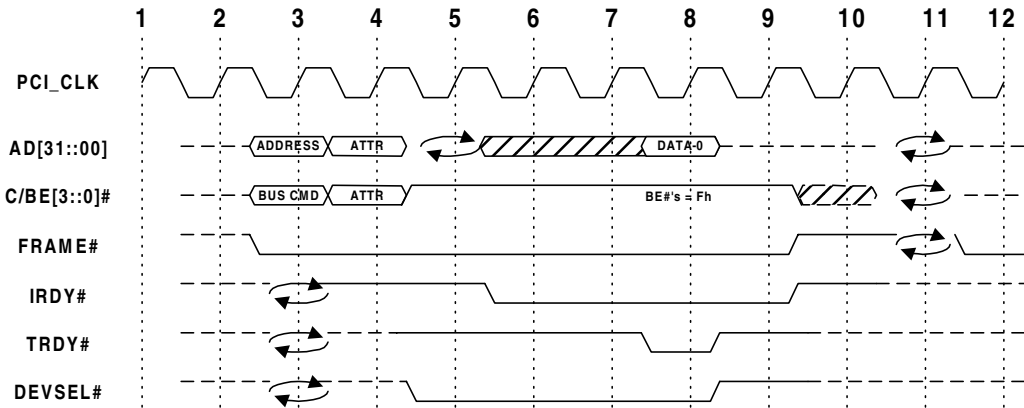 1 2 3 4 5 6 7 8 9 10 11 12
PCI_CLK
AD[31::00] ADDRESS ATTR DATA-0
C/BE[3::0]# BUS CMD ATTR BE#'s = Fh
FRAME#
IRDY#
TRDY#
DEVSEL#